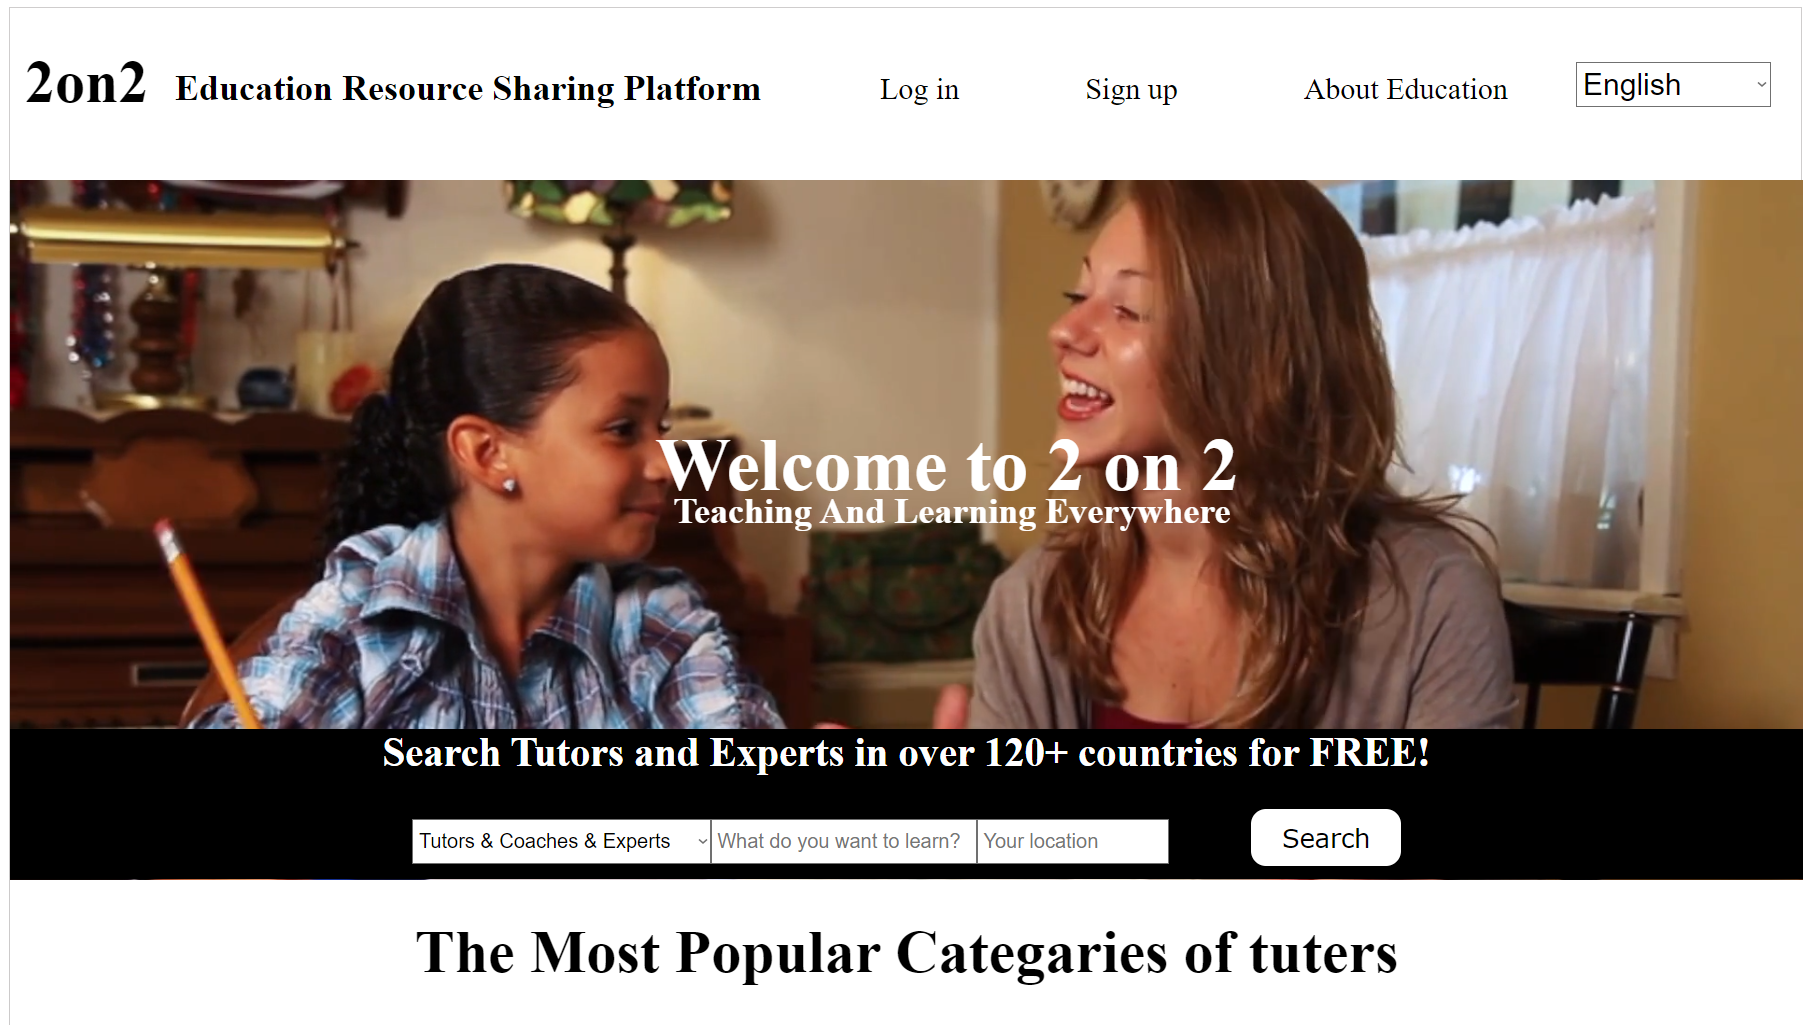 2on2 Education Resource Sharing Platform Log in Sign up About Education English
Welcome to 2 on 2
Teaching And Learning Everywhere
Search Tutors and Experts in over 120+ countries for FREE!
Tutors & Coaches & Experts What do you want to learn? Your location Search
The Most Popular Categaries of tuters